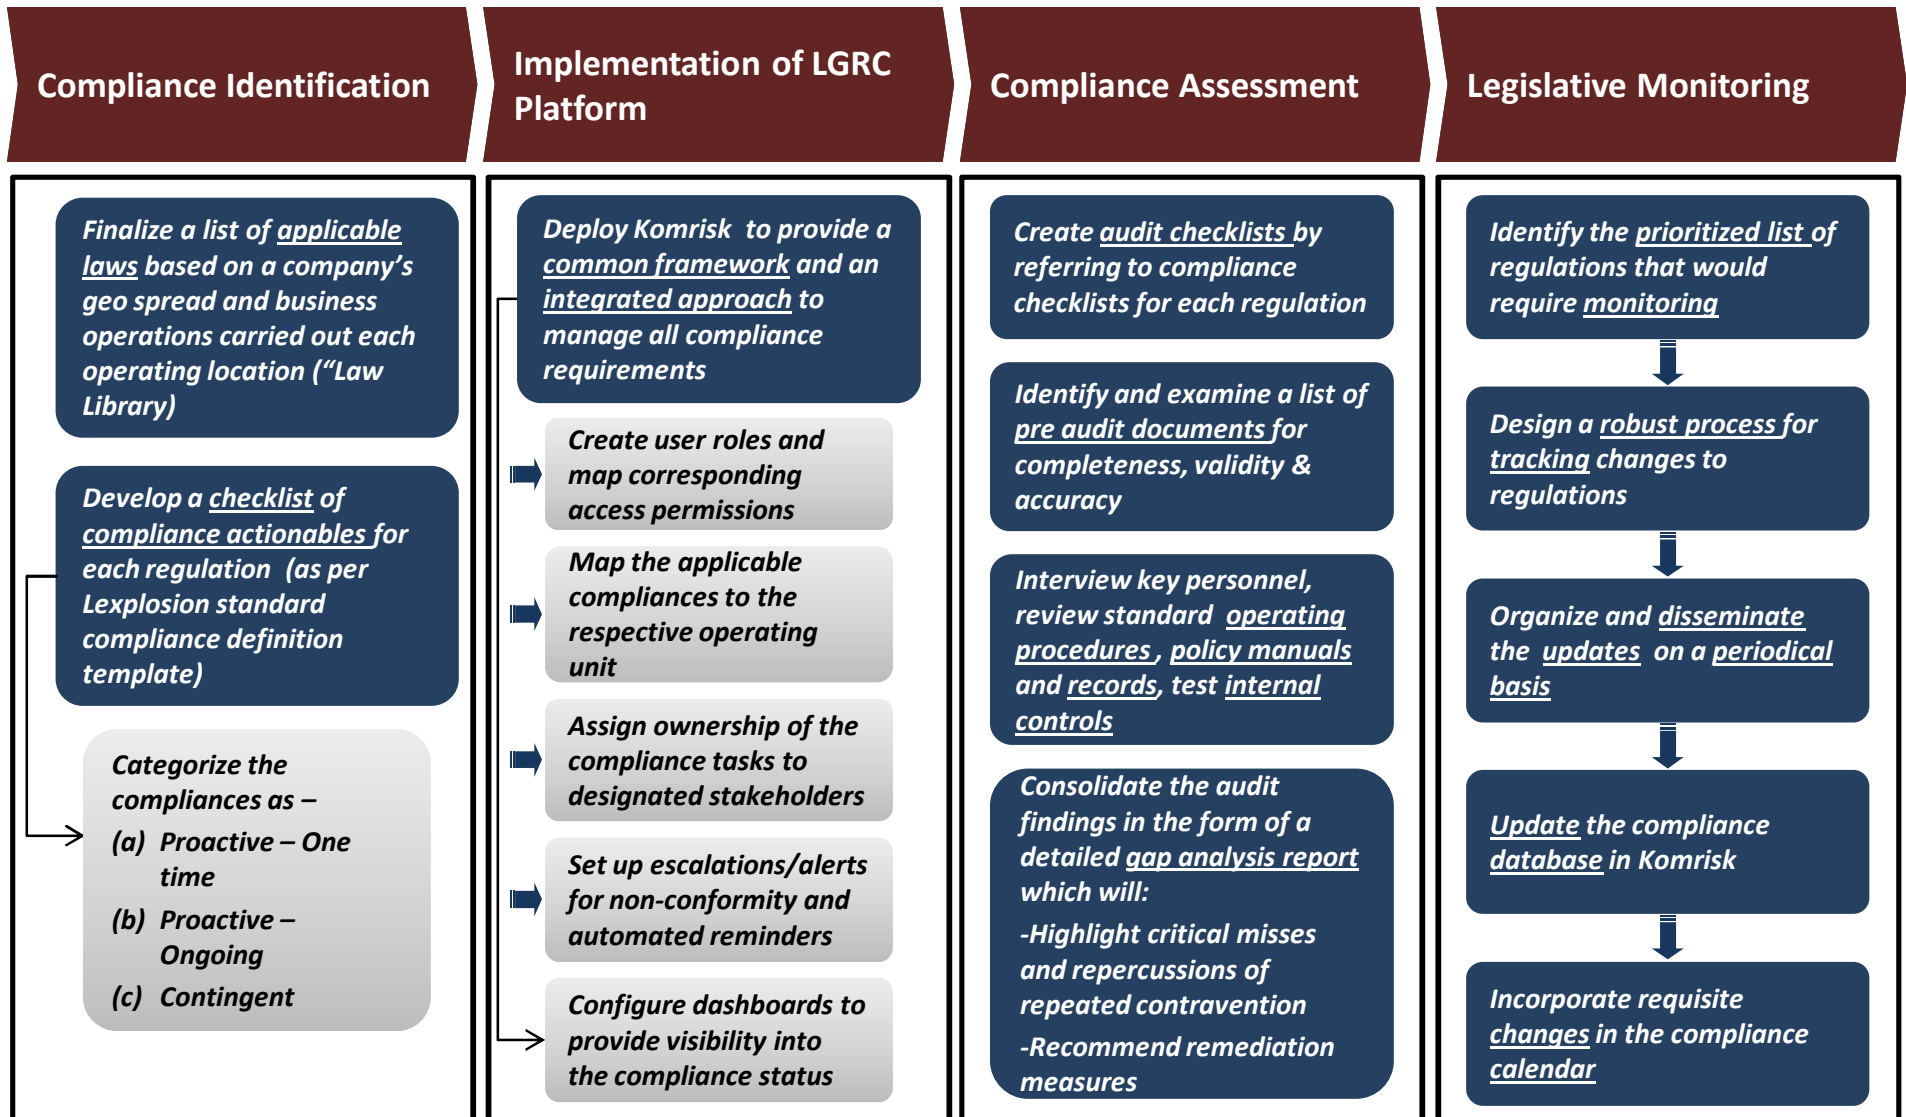 Compliance Identification
Implementation of LGRC
Platform
Compliance Assessment
Legislative Monitoring
Finalize a list of applicable
laws based on a company’s
geo spread and business
operations carried out each
operating location (“Law
Library)
Develop a checklist of
compliance actionables for
each regulation (as per
Lexplosion standard
compliance definition
template)
Categorize the
compliances as –
(a) Proactive – One
time
(b) Proactive –
Ongoing
(c) Contingent
Deploy Komrisk to provide a
common framework and an
integrated approach to
manage all compliance
requirements
Create user roles and
map corresponding
access permissions
Map the applicable
compliances to the
respective operating
unit
Assign ownership of the
compliance tasks to
designated stakeholders
Set up escalations/alerts
for non-conformity and
automated reminders
Configure dashboards to
provide visibility into
the compliance status
Create audit checklists by
referring to compliance
checklists for each regulation
Identify and examine a list of
pre audit documents for
completeness, validity &
accuracy
Interview key personnel,
review standard operating
procedures , policy manuals
and records, test internal
controls
Consolidate the audit
findings in the form of a
detailed gap analysis report
which will:
-Highlight critical misses
and repercussions of
repeated contravention
-Recommend remediation
measures
Identify the prioritized list of
regulations that would
require monitoring
Design a robust process for
tracking changes to
regulations
Organize and disseminate
the updates on a periodical
basis
Update the compliance
database in Komrisk
Incorporate requisite
changes in the compliance
calendar